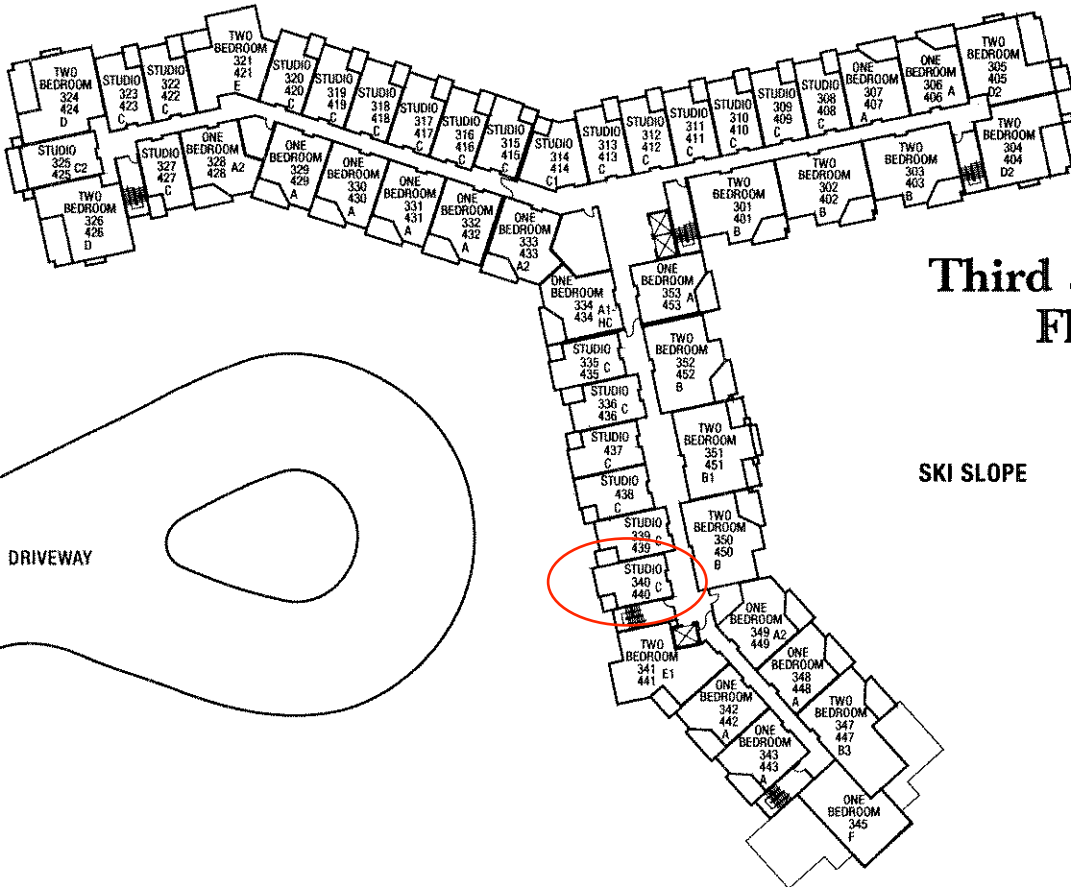 TWO
BEDROOM
324
424
D
STUDIO
323
423
C
STUDIO
322
422
C
TWO
BEDROOM
321
421
E
STUDIO
320
420
C
STUDIO
319
419
C
STUDIO
318
418
C
STUDIO
317
417
C
STUDIO
316
416
C
STUDIO
315
415
C
STUDIO
314
414
C1
STUDIO
313
413
C
STUDIO
312
412
C
STUDIO
311
411
C
STUDIO
310
410
C
STUDIO
309
409
C
STUDIO
308
408
C
ONE
BEDROOM
307
407
A
ONE
BEDROOM
306
406 A
TWO
BEDROOM
305
405
D2
STUDIO
325
425 C2
TWO
BEDROOM
326
426
D
STUDIO
327
427
C
ONE
BEDROOM
328
428 A2
ONE
BEDROOM
329
429
A
ONE
BEDROOM
330
430
A
ONE
BEDROOM
331
431
A
ONE
BEDROOM
332
432
A
ONE
BEDROOM
333
433
A2
TWO
BEDROOM
301
401
B
TWO
BEDROOM
302
402
B
TWO
BEDROOM
303
403
B
TWO
BEDROOM
304
404
D2
ONE
BEDROOM
334
434 A1-
HC
ONE
BEDROOM
353
453 A
Third
Fl
STUDIO
335
435 C
TWO
BEDROOM
352
452
B
STUDIO
336 C
436
STUDIO
437
C
TWO
BEDROOM
351
451
B1
STUDIO
438
C
SKI SLOPE
STUDIO
339 C
439
TWO
BEDROOM
350
450
B
DRIVEWAY
STUDIO
340 C
440
ONE
BEDROOM
349 A2
449
TWO
BEDROOM
341
441 E1
ONE
BEDROOM
348
448
A
ONE
BEDROOM
342
442
A
TWO
BEDROOM
347
447
B3
ONE
BEDROOM
343
443
A
ONE
BEDROOM
345
F